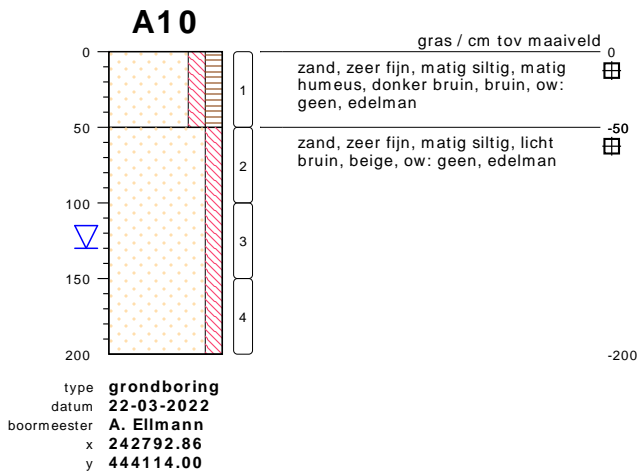 A10
gras / cm tov maaiveld
0
0
zand, zeer fijn, matig siltig, matig
humeus, donker bruin, bruin, ow:
geen, edelman
1
50
-50
zand, zeer fijn, matig siltig, licht
bruin, beige, ow: geen, edelman
2
100
3
150
4
200
-200
type grondboring
datum 22-03-2022
boormeester A. Ellmann
x 242792.86
y 444114.00